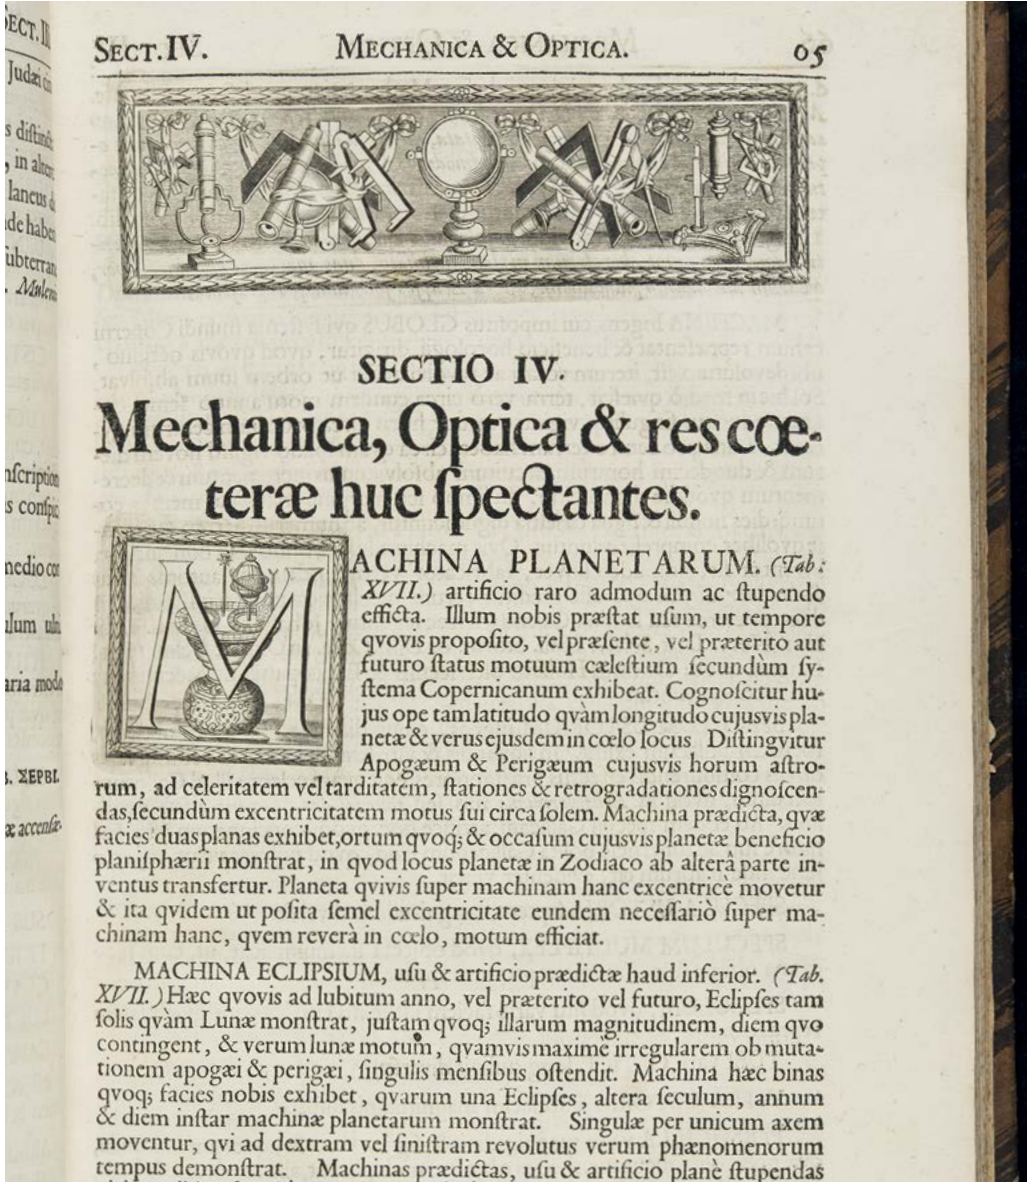 SECT. III
Judæi
SECT. IV. MECHANICA & OPTICA. 05
SECTIO IV.
Mechanica, Optica & res cœ-
teræ huc ſpectantes.
MACHINA PLANETARUM. (Tab:
XVII.) artificio raro admodum ac ſtupendo
efficta. Illum nobis præſtat uſum, ut tempore
qvovis propoſito, vel præſente, vel præterito aut
futuro ſtatus motuum cæleſtium ſecundùm ſy-
ſtema Copernicanum exhibeat. Cognoſcitur hu-
jus ope tam latitudo qvàm longitudo cujusvis pla-
netæ & verus ejusdem in cœlo locus Diſtingvitur
Apogæum & Perigæum cujusvis horum aſtro-
rum, ad celeritatem vel tarditatem, ſtationes & retrogradationes dignoſcen-
das, ſecundùm excentricitatem motus ſui circa ſolem. Machina prædicta, qvæ
facies duas planas exhibet, ortum qvoq́; & occaſum cujusvis planetæ beneficio
planiſphærii monſtrat, in qvod locus planetæ in Zodiaco ab alterâ parte in-
ventus transfertur. Planeta qvivis ſuper machinam hanc excentricè movetur
& ita qvidem ut poſita ſemel excentricitate eundem neceſſariò ſuper ma-
chinam hanc, qvem reverà in cœlo, motum efficiat.
MACHINA ECLIPSIUM, uſu & artificio prædictæ haud inferior. (Tab.
XVII.) Hæc qvovis ad lubitum anno, vel præterito vel futuro, Eclipſes tam
ſolis qvàm Lunæ monſtrat, juſtam qvoq; illarum magnitudinem, diem qvo
contingent, & verum lunæ motum, qvamvis maximè irregularem ob muta-
tionem apogæi & perigæi, ſingulis menſibus oſtendit. Machina hæc binas
qvoq; facies nobis exhibet, qvarum una Eclipſes, altera ſeculum, annum
& diem inſtar machinæ planetarum monſtrat. Singulæ per unicum axem
moventur, qvi ad dextram vel ſiniſtram revolutus verum phænomenorum
tempus demonſtrat. Machinas prædictas, uſu & artificio planè ſtupendas